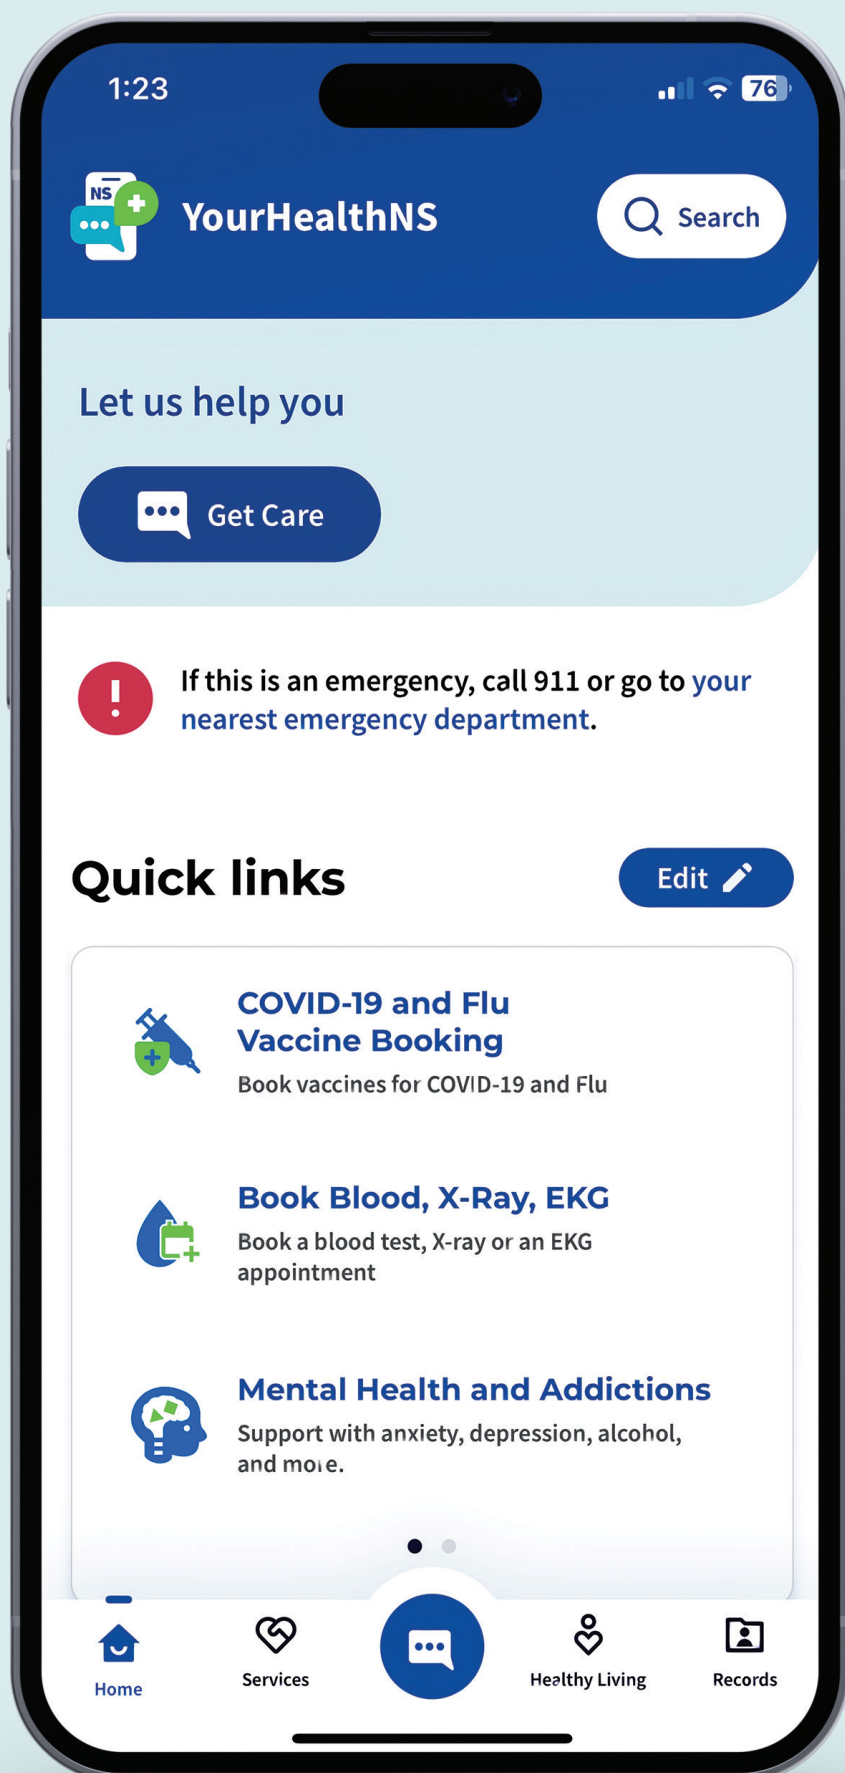 1:23
76
NS
YourHealthNS
Search
Let us help you
Get Care
If this is an emergency, call 911 or go to your
nearest emergency department.
Quick links
Edit
COVID-19 and Flu
Vaccine Booking
Book vaccines for COVID-19 and Flu
Book Blood, X-Ray, EKG
Book a blood test, X-ray or an EKG
appointment
Mental Health and Addictions
Support with anxiety, depression, alcohol,
and more.
Home
Services
Healthy Living
Records